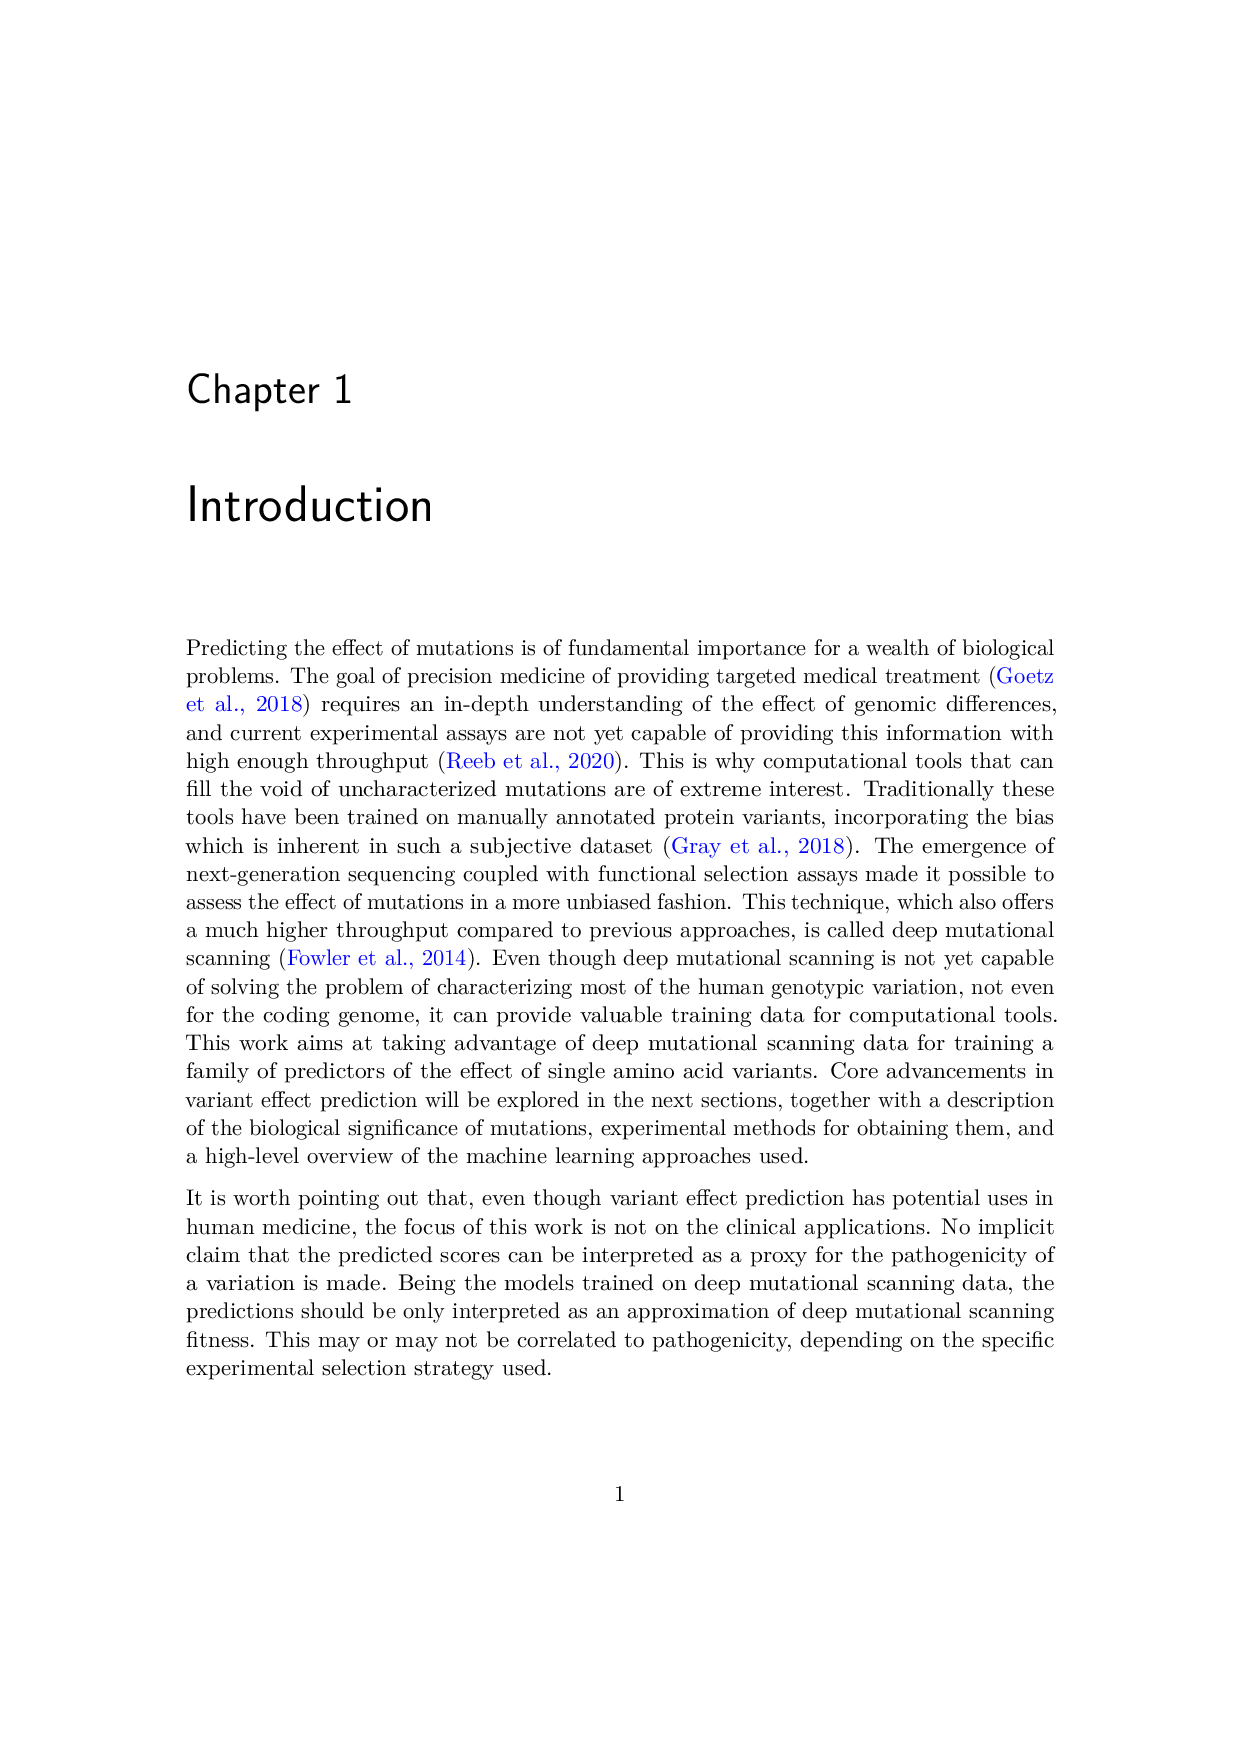 Chapter 1
Introduction
Predicting the effect of mutations is of fundamental importance for a wealth of biological
problems. The goal of precision medicine of providing targeted medical treatment (Goetz
et al., 2018) requires an in-depth understanding of the effect of genomic differences,
and current experimental assays are not yet capable of providing this information with
high enough throughput (Reeb et al., 2020). This is why computational tools that can
fill the void of uncharacterized mutations are of extreme interest. Traditionally these
tools have been trained on manually annotated protein variants, incorporating the bias
which is inherent in such a subjective dataset (Gray et al., 2018). The emergence of
next-generation sequencing coupled with functional selection assays made it possible to
assess the effect of mutations in a more unbiased fashion. This technique, which also offers
a much higher throughput compared to previous approaches, is called deep mutational
scanning (Fowler et al., 2014). Even though deep mutational scanning is not yet capable
of solving the problem of characterizing most of the human genotypic variation, not even
for the coding genome, it can provide valuable training data for computational tools.
This work aims at taking advantage of deep mutational scanning data for training a
family of predictors of the effect of single amino acid variants. Core advancements in
variant effect prediction will be explored in the next sections, together with a description
of the biological significance of mutations, experimental methods for obtaining them, and
a high-level overview of the machine learning approaches used.
It is worth pointing out that, even though variant effect prediction has potential uses in
human medicine, the focus of this work is not on the clinical applications. No implicit
claim that the predicted scores can be interpreted as a proxy for the pathogenicity of
a variation is made. Being the models trained on deep mutational scanning data, the
predictions should be only interpreted as an approximation of deep mutational scanning
fitness. This may or may not be correlated to pathogenicity, depending on the specific
experimental selection strategy used.
1